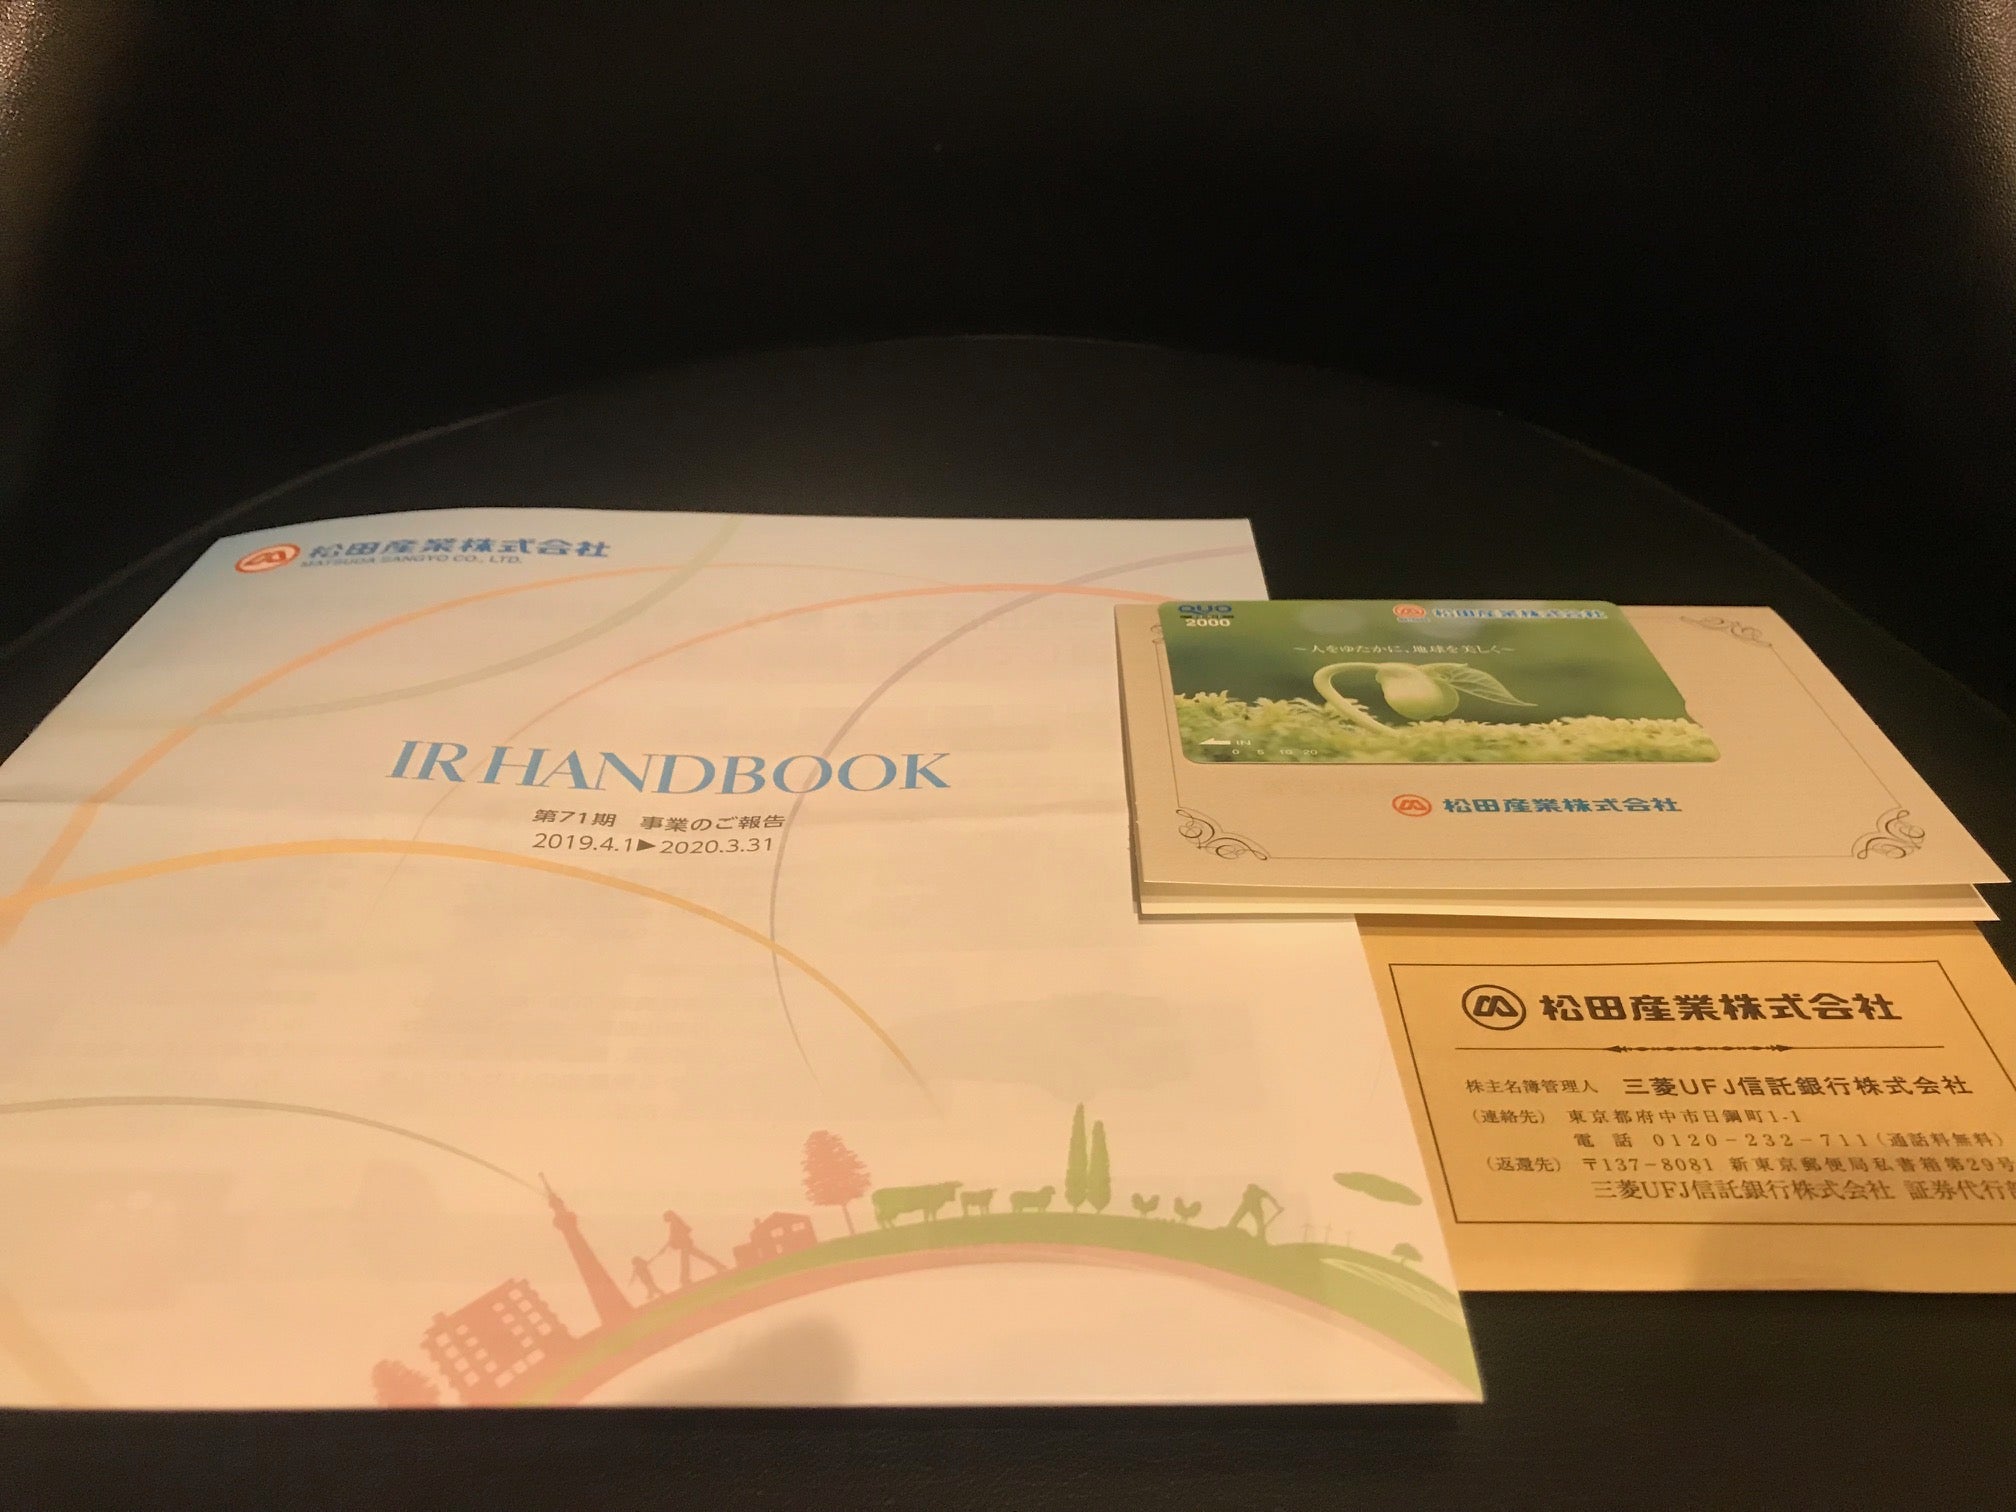 松田産業株式会社
MATSUDA SANGYO CO., LTD.
IR HANDBOOK
第71期 事業のご報告
2019.4.1▶2020.3.31
QUO
2000
松田産業株式会社
～人をゆたかに、地球を美しく～
IN
0 5 10 20
松田産業株式会社
松田産業株式会社
株主名簿管理人 三菱UFJ信託銀行株式会社
(連絡先) 東京都府中市日鋼町1-1
電話 0120-232-711(通話料無料)
(返還先) 〒137-8081 新東京郵便局私書箱第29号
三菱UFJ信託銀行株式会社 証券代行部